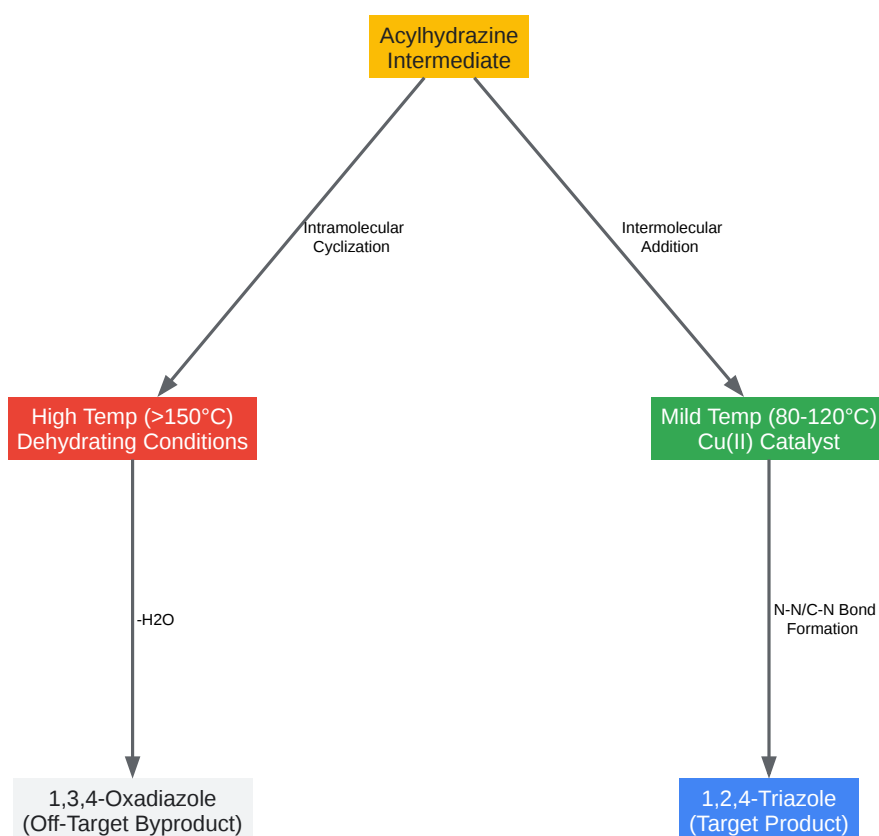 Acylhydrazine
Intermediate
Intramolecular
Cyclization
Intermolecular
Addition
High Temp (>150°C)
Dehydrating Conditions
Mild Temp (80-120°C)
Cu(II) Catalyst
-H2O
N-N/C-N Bond
Formation
1,3,4-Oxadiazole
(Off-Target Byproduct)
1,2,4-Triazole
(Target Product)